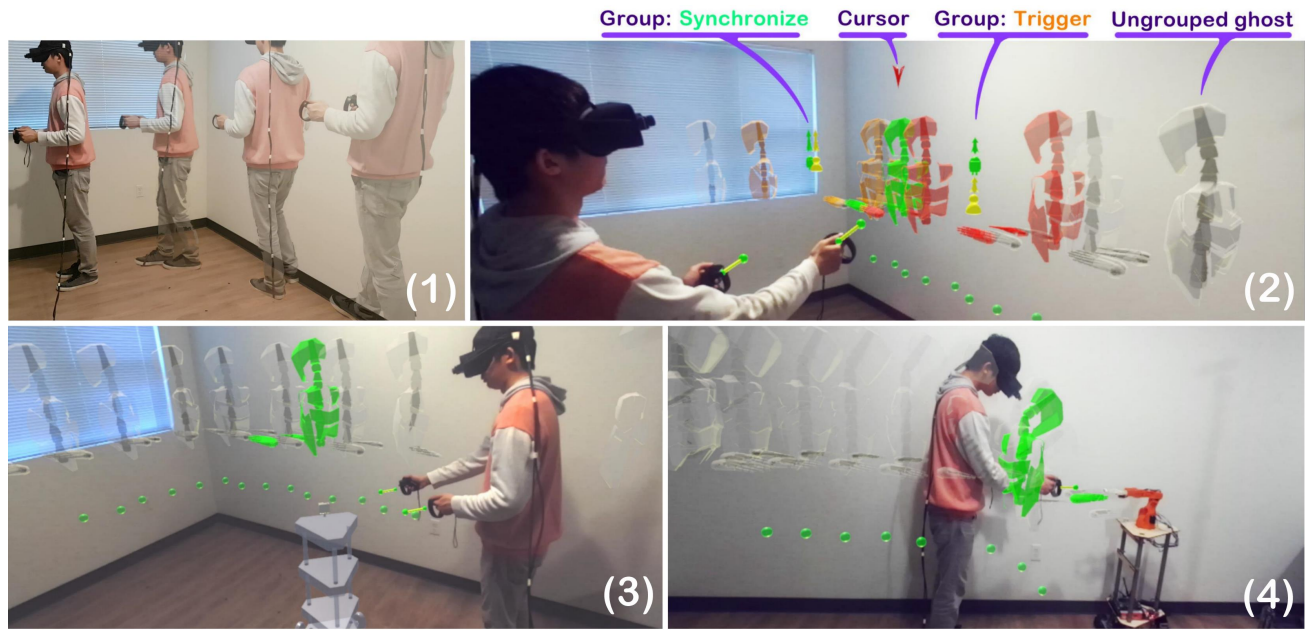 Group: Synchronize
Cursor
Group: Trigger
Ungrouped ghost
(1)
(2)
(3)
(4)